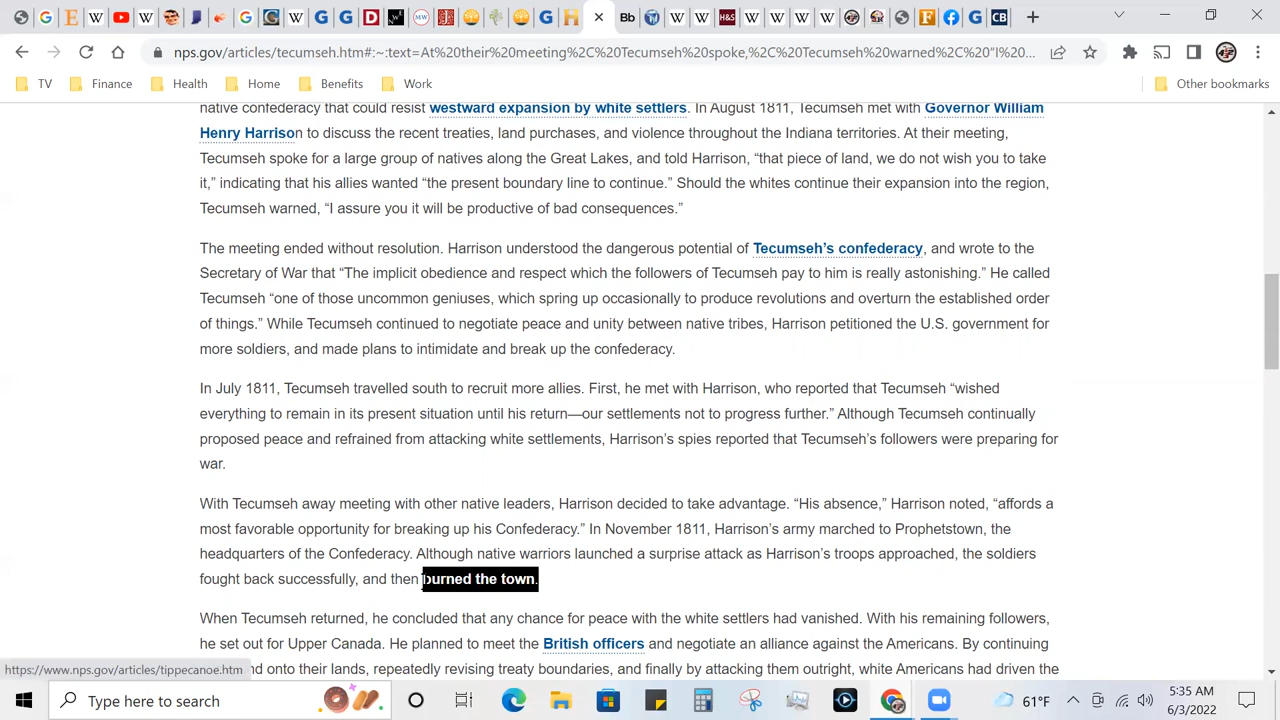 nps.gov/articles/tecumseh.htm#:~:text=At%20their%20meeting%2C%20Tecumseh%20spoke,%2C%20Tecumseh%20warned%2C%20“I%20...
TV Finance Health Home Benefits Work Other bookmarks
native confederacy that could resist westward expansion by white settlers. In August 1811, Tecumseh met with Governor William
Henry Harrison to discuss the recent treaties, land purchases, and violence throughout the Indiana territories. At their meeting,
Tecumseh spoke for a large group of natives along the Great Lakes, and told Harrison, “that piece of land, we do not wish you to take
it,” indicating that his allies wanted “the present boundary line to continue.” Should the whites continue their expansion into the region,
Tecumseh warned, “I assure you it will be productive of bad consequences.”
The meeting ended without resolution. Harrison understood the dangerous potential of Tecumseh’s confederacy, and wrote to the
Secretary of War that “The implicit obedience and respect which the followers of Tecumseh pay to him is really astonishing.” He called
Tecumseh “one of those uncommon geniuses, which spring up occasionally to produce revolutions and overturn the established order
of things.” While Tecumseh continued to negotiate peace and unity between native tribes, Harrison petitioned the U.S. government for
more soldiers, and made plans to intimidate and break up the confederacy.
In July 1811, Tecumseh travelled south to recruit more allies. First, he met with Harrison, who reported that Tecumseh “wished
everything to remain in its present situation until his return—our settlements not to progress further.” Although Tecumseh continually
proposed peace and refrained from attacking white settlements, Harrison’s spies reported that Tecumseh’s followers were preparing for
war.
With Tecumseh away meeting with other native leaders, Harrison decided to take advantage. “His absence,” Harrison noted, “affords a
most favorable opportunity for breaking up his Confederacy.” In November 1811, Harrison’s army marched to Prophetstown, the
headquarters of the Confederacy. Although native warriors launched a surprise attack as Harrison’s troops approached, the soldiers
fought back successfully, and then burned the town.
When Tecumseh returned, he concluded that any chance for peace with the white settlers had vanished. With his remaining followers,
he set out for Upper Canada. He planned to meet the British officers and negotiate an alliance against the Americans. By continuing
onto their lands, repeatedly revising treaty boundaries, and finally by attacking them outright, white Americans had driven the
https://www.nps.gov/articles/tippecanoe.htm
Type here to search
61°F
5:35 AM
6/3/2022